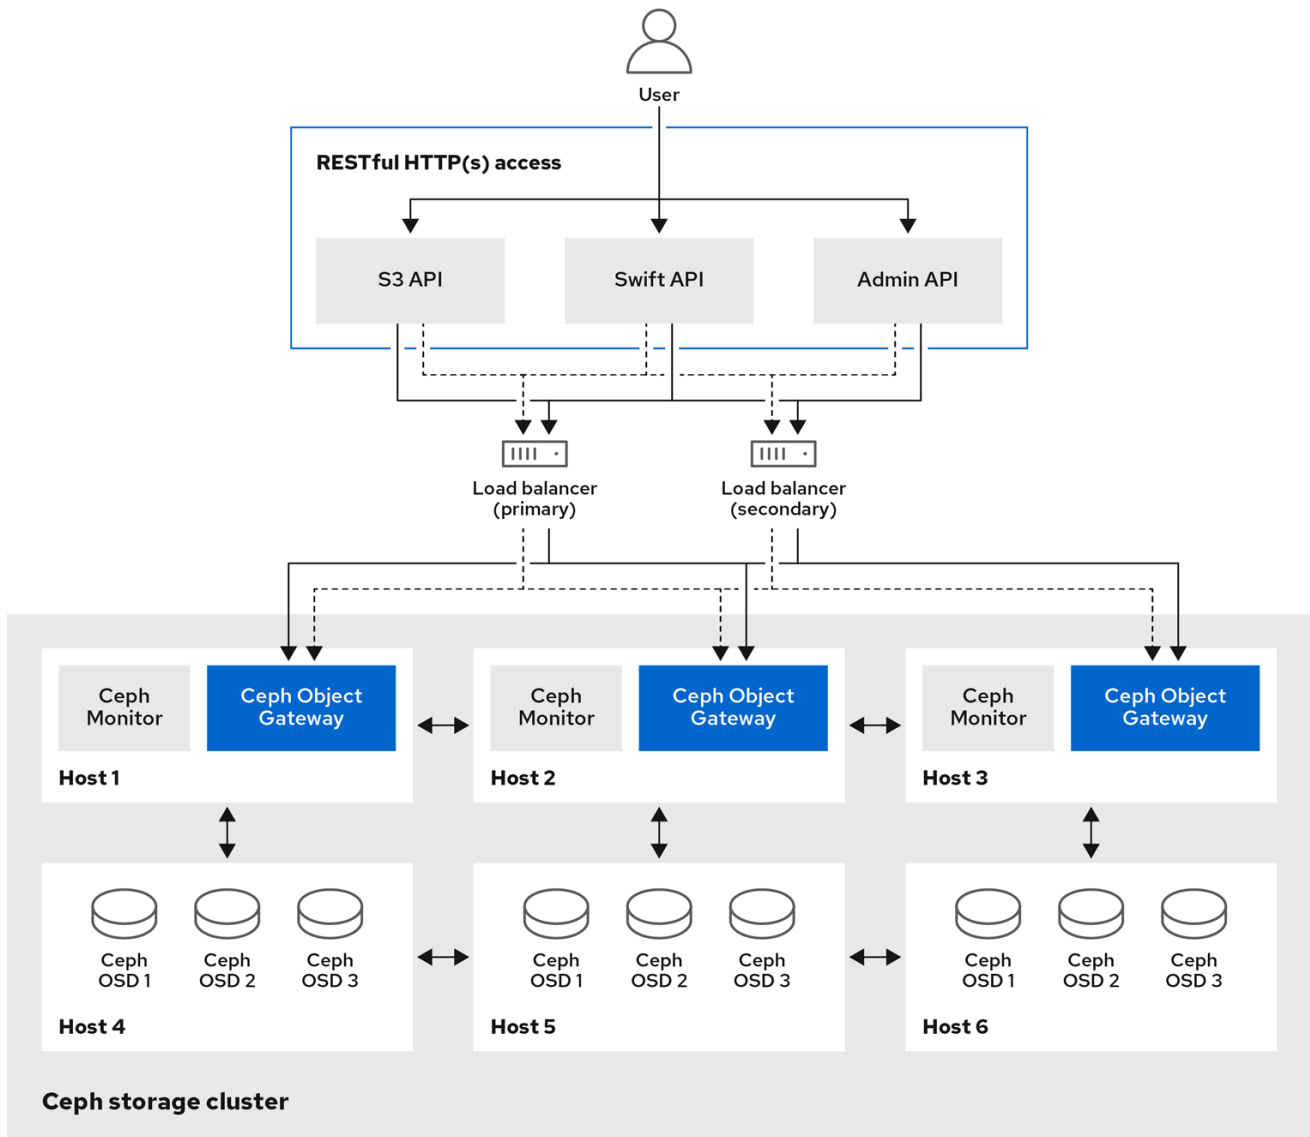 User
RESTful HTTP(s) access
S3 API
Swift API
Admin API
Load balancer
(primary)
Load balancer
(secondary)
Ceph
Monitor
Ceph Object
Gateway
Host 1
Ceph
Monitor
Ceph Object
Gateway
Host 2
Ceph
Monitor
Ceph Object
Gateway
Host 3
Ceph
OSD 1
Ceph
OSD 2
Ceph
OSD 3
Host 4
Ceph
OSD 1
Ceph
OSD 2
Ceph
OSD 3
Host 5
Ceph
OSD 1
Ceph
OSD 2
Ceph
OSD 3
Host 6
Ceph storage cluster